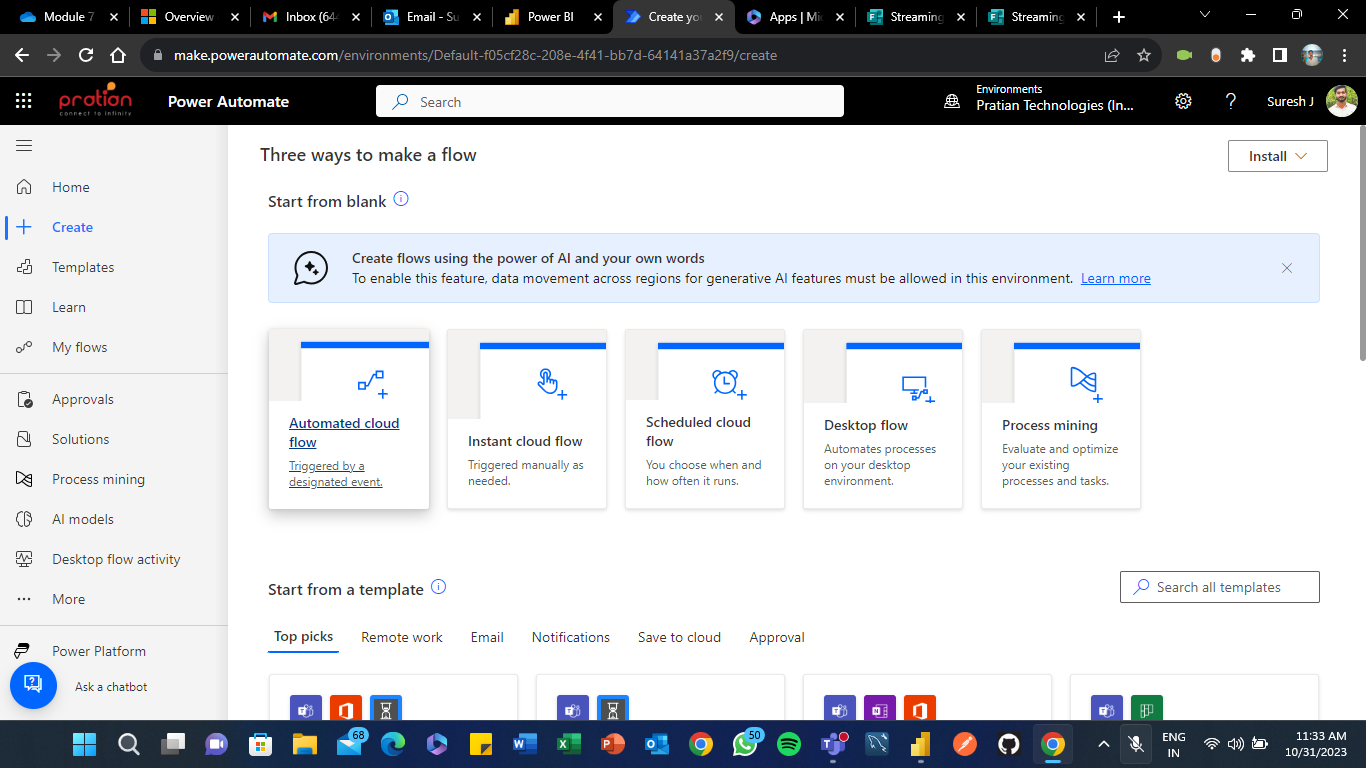 Module 7
Overview
Inbox (64
Email - Su
Power BI
Create you
Apps | Mic
Streaming
Streaming
make.powerautomate.com/environments/Default-f05cf28c-208e-4f41-bb7d-64141a37a2f9/create
pration
connect to infinity
Power Automate
Search
Environments
Pratian Technologies (In...
?
Suresh J
Home
Create
Templates
Learn
My flows
Approvals
Solutions
Process mining
AI models
Desktop flow activity
More
Power Platform
Ask a chatbot
Three ways to make a flow
Install
Start from blank
Create flows using the power of AI and your own words
To enable this feature, data movement across regions for generative AI features must be allowed in this environment. Learn more
Automated cloud
flow
Triggered by a
designated event.
Instant cloud flow
Triggered manually as
needed.
Scheduled cloud
flow
You choose when and
how often it runs.
Desktop flow
Automates processes
on your desktop
environment.
Process mining
Evaluate and optimize
your existing
processes and tasks.
Start from a template
Search all templates
Top picks
Remote work
Email
Notifications
Save to cloud
Approval
68
50
ENG
IN
11:33 AM
10/31/2023